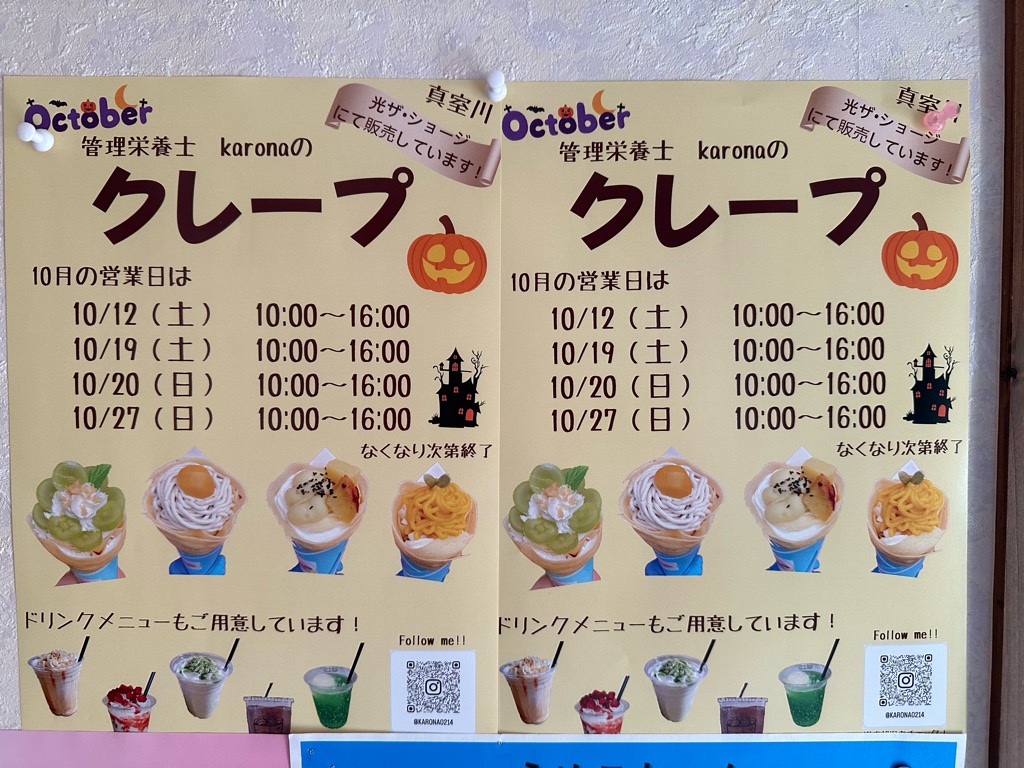 October
真室川
光ザ・ショージ
にて販売しています!
管理栄養士 karonaの
クレープ
10月の営業日は
10/12(土) 10:00〜16:00
10/19(土) 10:00〜16:00
10/20(日) 10:00〜16:00
10/27(日) 10:00〜16:00
なくなり次第終了
ドリンクメニューもご用意しています!
Follow me!!
@KARONA0214
October
真室川
光ザ・ショージ
にて販売しています!
管理栄養士 karonaの
クレープ
10月の営業日は
10/12(土) 10:00〜16:00
10/19(土) 10:00〜16:00
10/20(日) 10:00〜16:00
10/27(日) 10:00〜16:00
なくなり次第終了
ドリンクメニューもご用意しています!
Follow me!!
@KARONA0214